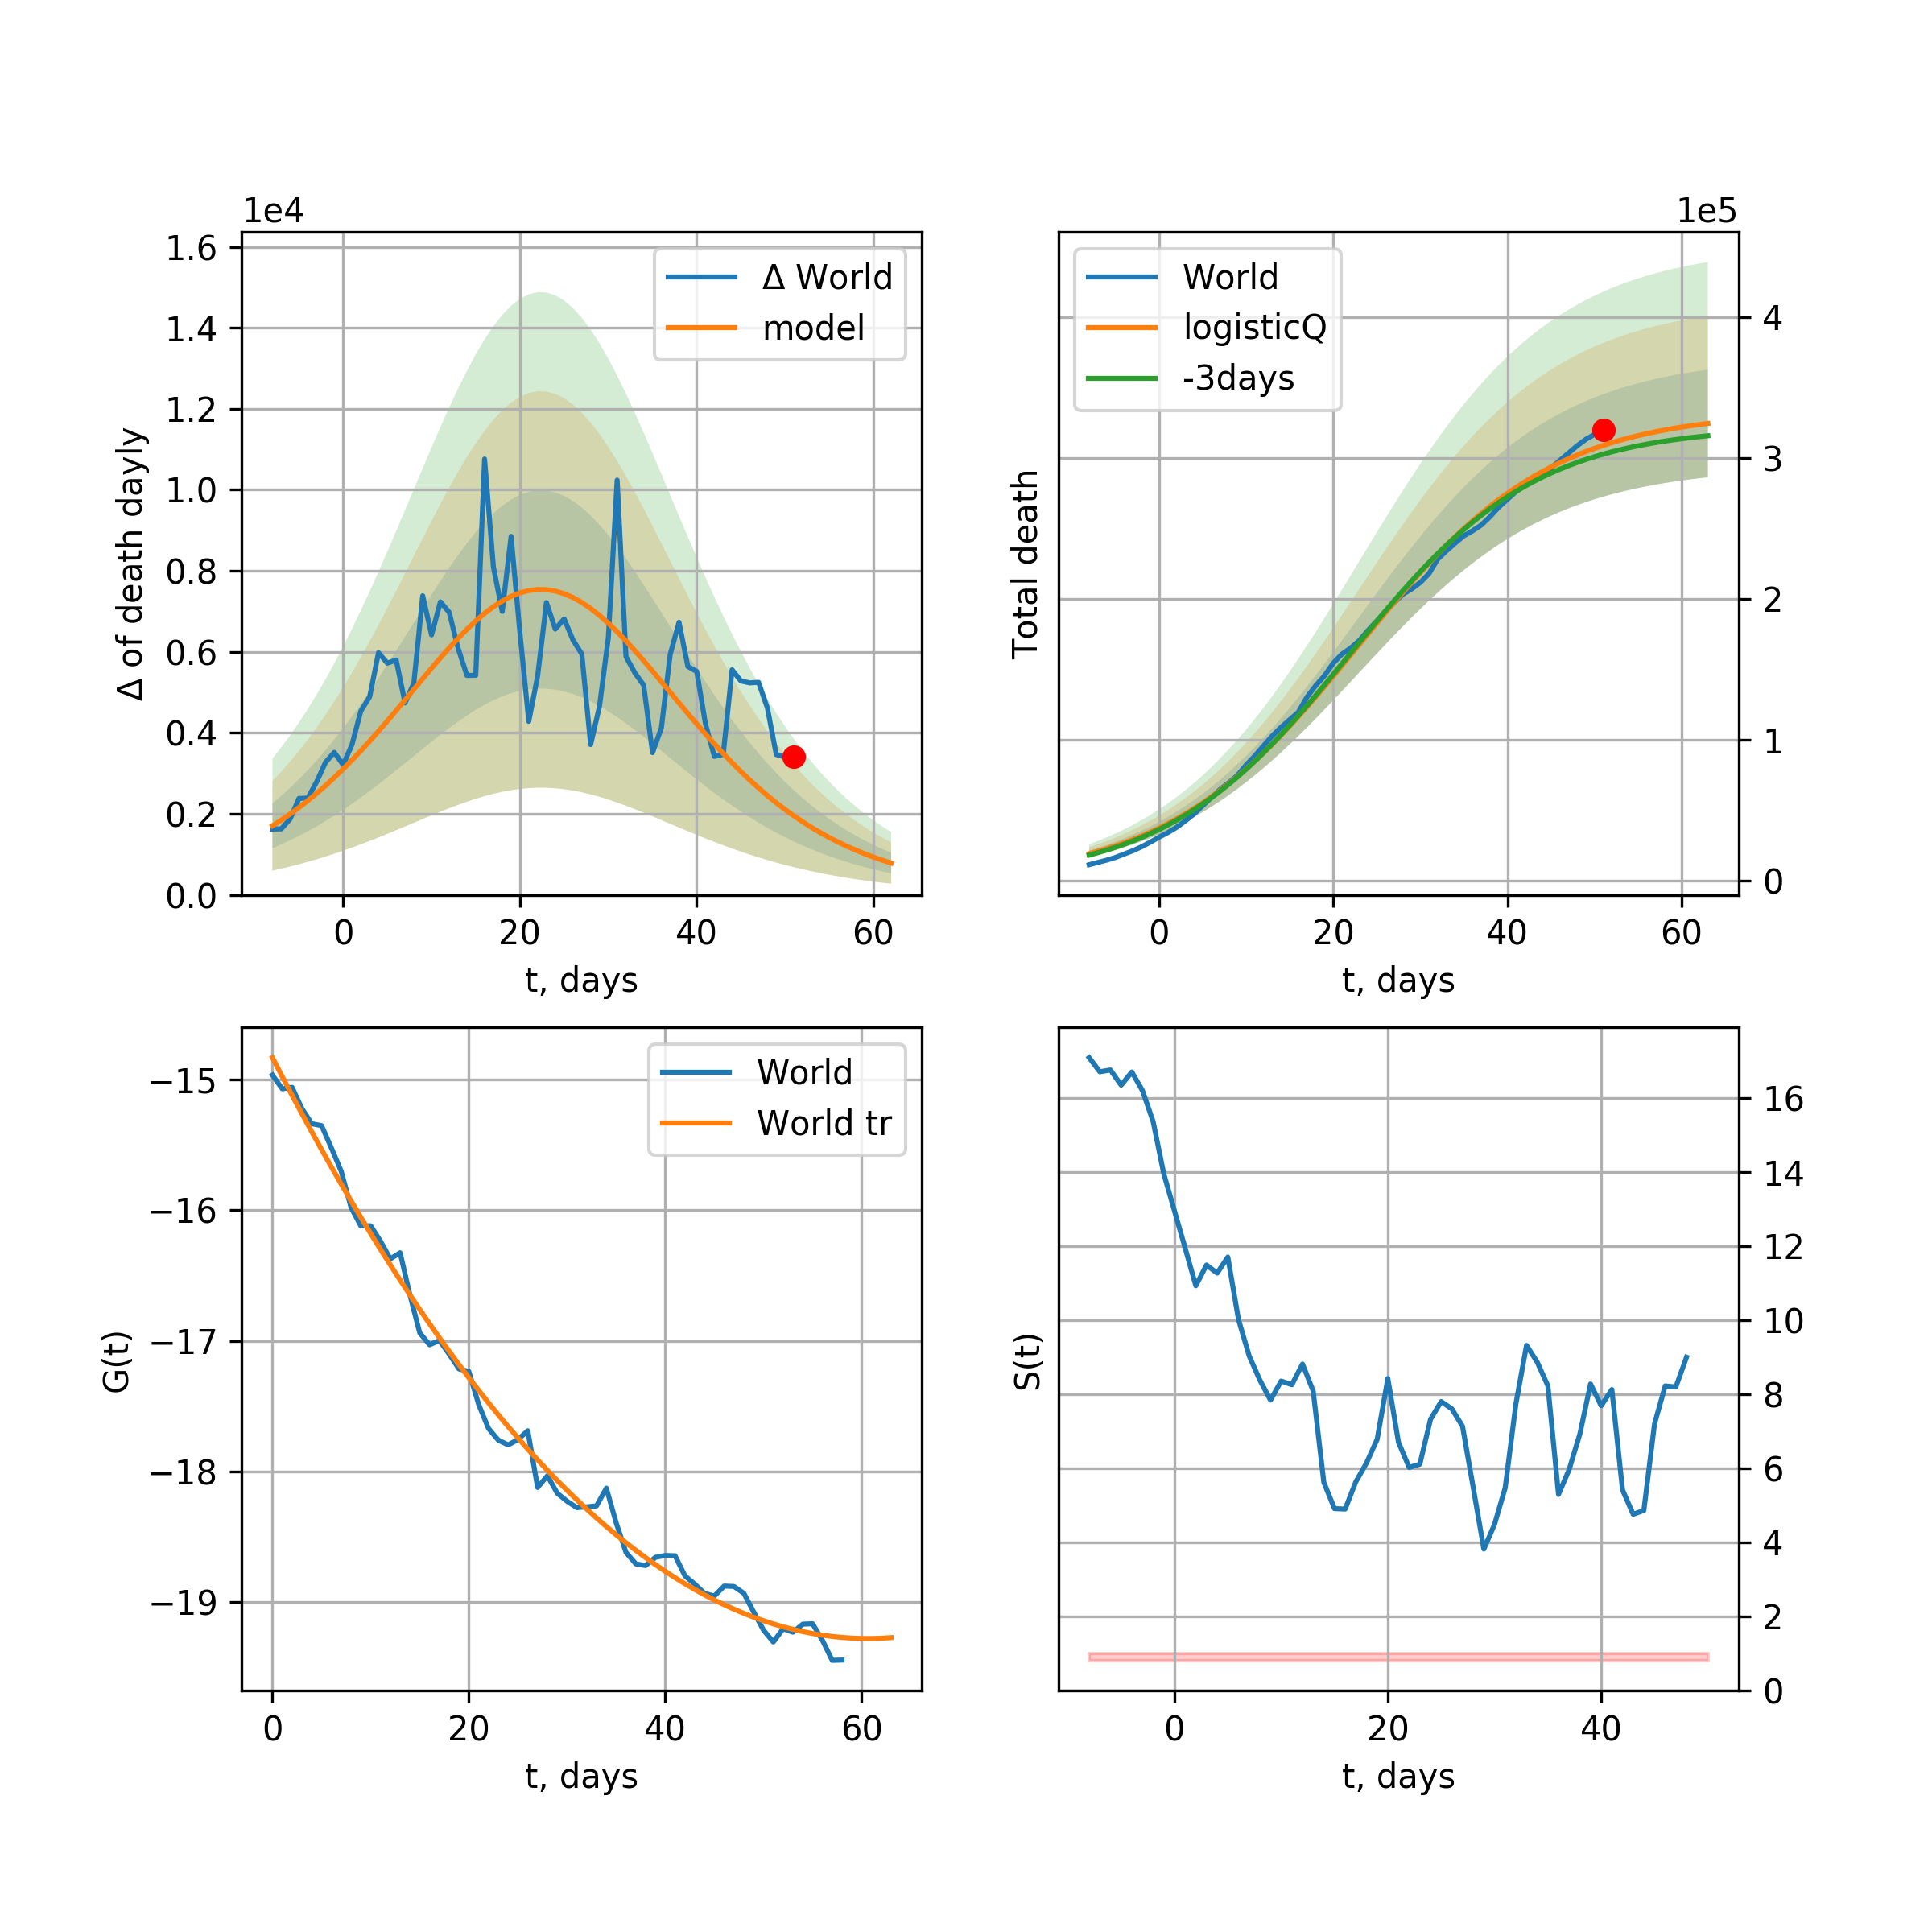 1e4
1.6
1.4
1.2
1.0
0.8
0.6
0.4
0.2
0.0
Δ of death dayly
Δ World
model
0
20
40
60
t, days
1e5
World
logisticQ
-3days
Total death
4
3
2
1
0
0
20
40
60
t, days
−15
−16
−17
−18
−19
G(t)
World
World tr
0
20
40
60
t, days
S(t)
16
14
12
10
8
6
4
2
0
0
20
40
t, days